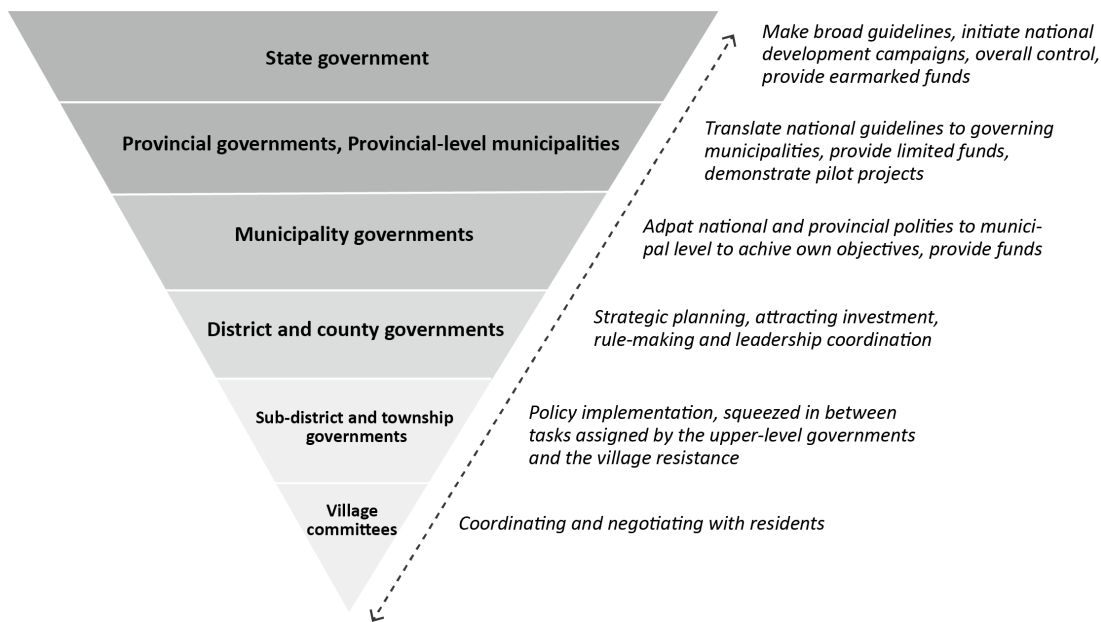 State government
Make broad guidelines, initiate national
development campaigns, overall control,
provide earmarked funds
Provincial governments, Provincial-level municipalities
Translate national guidelines to governing
municipalities, provide limited funds,
demonstrate pilot projects
Municipality governments
Adpat national and provincial polities to munici-
pal level to achive own objectives, provide funds
District and county governments
Strategic planning, attracting investment,
rule-making and leadership coordination
Sub-district and township
governments
Policy implementation, squeezed in between
tasks assigned by the upper-level governments
and the village resistance
Village
committees
Coordinating and negotiating with residents